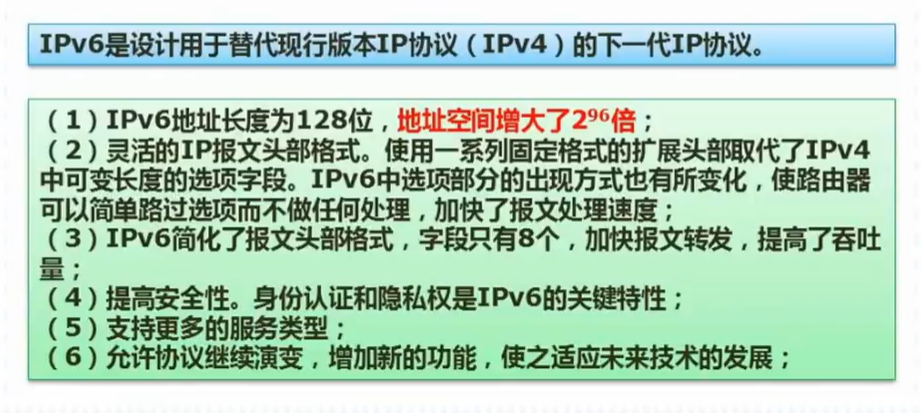 IPv6是设计用于替代现行版本IP协议（IPv4）的下一代IP协议。
（1）IPv6地址长度为128位，地址空间增大了2⁹⁶倍；
（2）灵活的IP报文头部格式。使用一系列固定格式的扩展头部取代了IPv4
中可变长度的选项字段。IPv6中选项部分的出现方式也有所变化，使路由器
可以简单路过选项而不做任何处理，加快了报文处理速度；
（3）IPv6简化了报文头部格式，字段只有8个，加快报文转发，提高了吞吐
量；
（4）提高安全性。身份认证和隐私权是IPv6的关键特性；
（5）支持更多的服务类型；
（6）允许协议继续演变，增加新的功能，使之适应未来技术的发展；